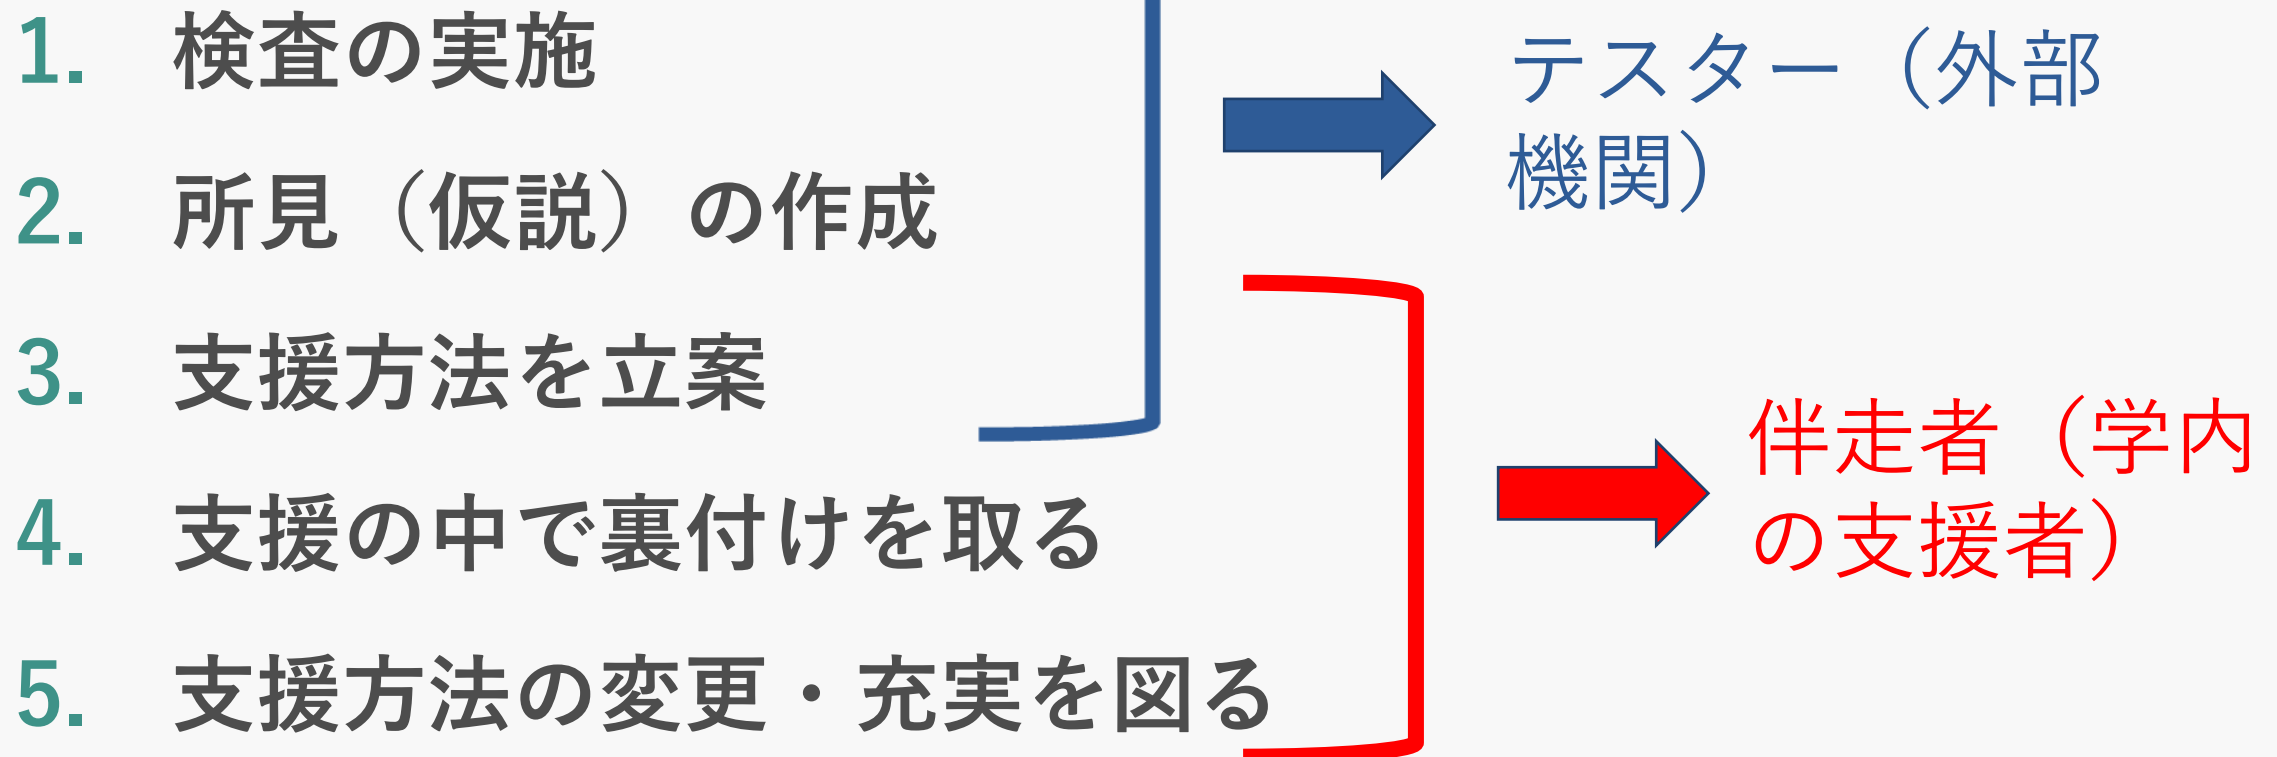 1. 検査の実施
2. 所見（仮説）の作成
3. 支援方法を立案
4. 支援の中で裏付けを取る
5. 支援方法の変更・充実を図る
テスター（外部
機関）
伴走者（学内
の支援者）